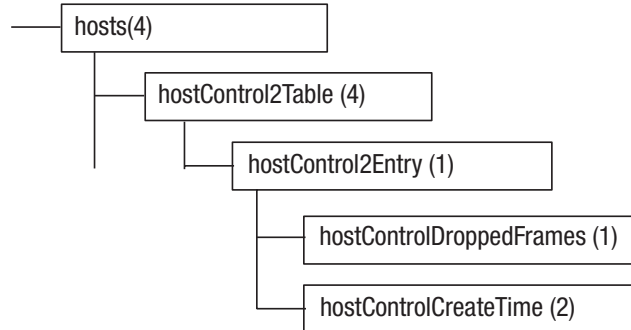 hosts(4)
hostControl2Table (4)
hostControl2Entry (1)
hostControlDroppedFrames (1)
hostControlCreateTime (2)